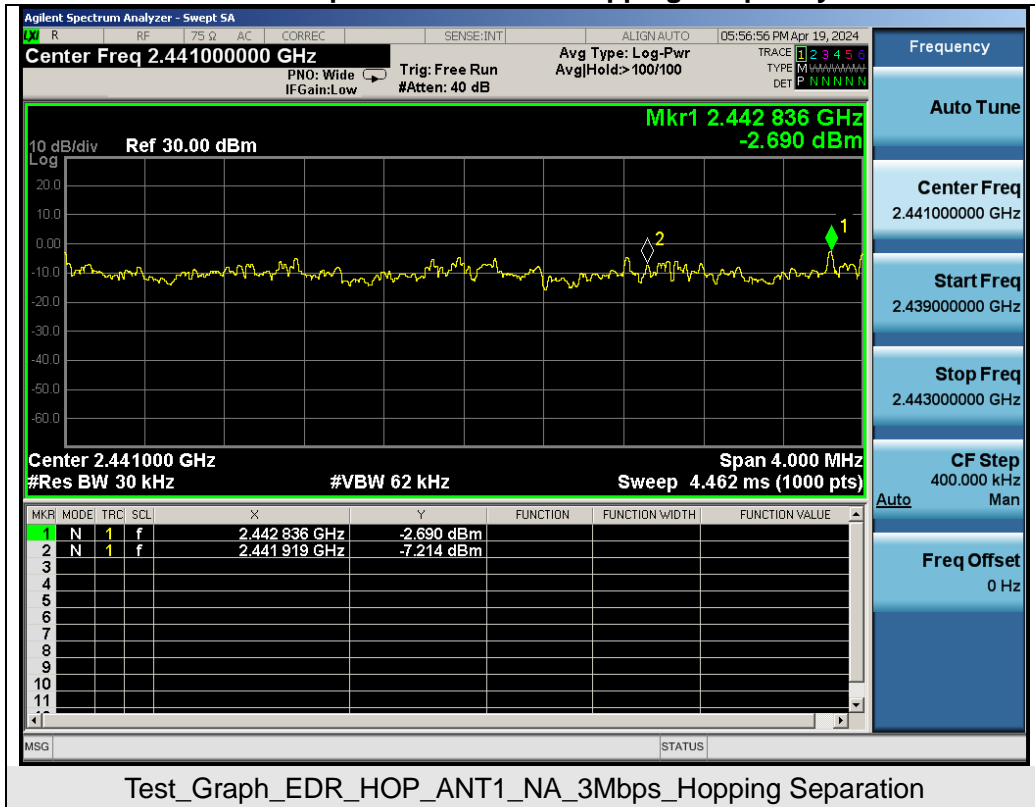 Agilent Spectrum Analyzer - Swept SA
LXI R RF 75 Ω AC CORREC SENSE:INT ALIGN AUTO 05:56:56 PM Apr 19, 2024
Center Freq 2.441000000 GHz
PNO: Wide
IFGain:Low
Trig: Free Run
#Atten: 40 dB
Avg Type: Log-Pwr
Avg|Hold:>100/100
TRACE 1 2 3 4 5 6
TYPE M WWWWW
DET P N N N N N
Mkr1 2.442 836 GHz
-2.690 dBm
10 dB/div Ref 30.00 dBm
Log
20.0
10.0
0.00
-10.0
-20.0
-30.0
-40.0
-50.0
-60.0
2
1
Center 2.441000 GHz Span 4.000 MHz
#Res BW 30 kHz #VBW 62 kHz Sweep 4.462 ms (1000 pts)
MKR MODE TRC SCL X Y FUNCTION FUNCTION WIDTH FUNCTION VALUE
1 N 1 f 2.442 836 GHz -2.690 dBm
2 N 1 f 2.441 919 GHz -7.214 dBm
3
4
5
6
7
8
9
10
11
MSG STATUS
Frequency
Auto Tune
Center Freq
2.441000000 GHz
Start Freq
2.439000000 GHz
Stop Freq
2.443000000 GHz
CF Step
400.000 kHz
Auto Man
Freq Offset
0 Hz
Test_Graph_EDR_HOP_ANT1_NA_3Mbps_Hopping Separation